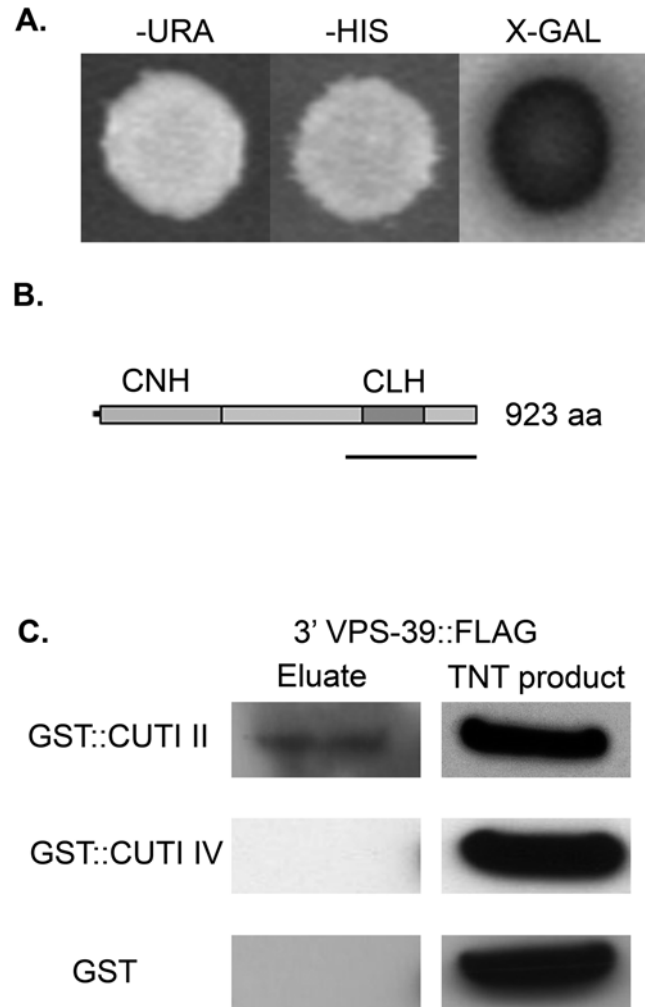 A.
-URA -HIS X-GAL
B.
CNH CLH
923 aa
C. 3' VPS-39::FLAG
Eluate TNT product
GST::CUTI II
GST::CUTI IV
GST